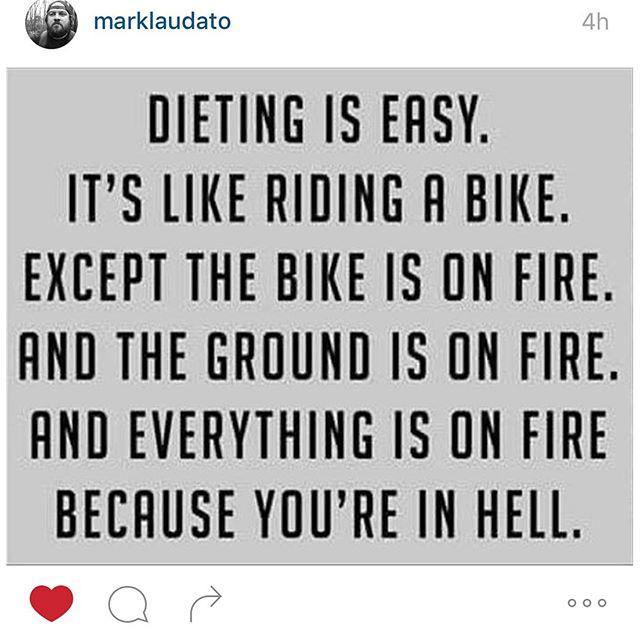 marklaudato
4h
DIETING IS EASY.
IT'S LIKE RIDING A BIKE.
EXCEPT THE BIKE IS ON FIRE.
AND THE GROUND IS ON FIRE.
AND EVERYTHING IS ON FIRE
BECAUSE YOU'RE IN HELL.